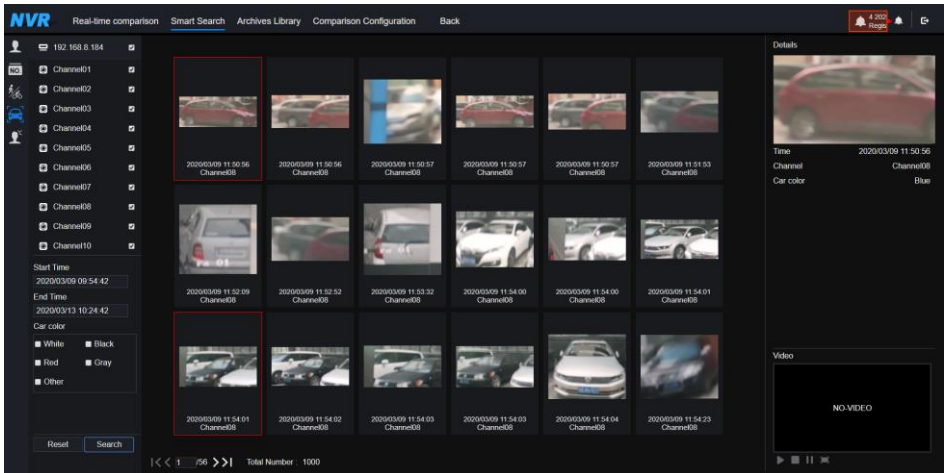 NVR Real-time comparison Smart Search Archives Library Comparison Configuration Back
4 202
Regis
NO.
192.168.8.184
Channel01
Channel02
Channel03
Channel04
Channel05
Channel06
Channel07
Channel08
Channel09
Channel10
Start Time
2020/03/09 09:54:42
End Time
2020/03/13 10:24:42
Car color
White Black
Red Gray
Other
Reset Search
2020/03/09 11:50:56 2020/03/09 11:50:56 2020/03/09 11:50:57 2020/03/09 11:50:57 2020/03/09 11:50:57 2020/03/09 11:51:53
Channel08 Channel08 Channel08 Channel08 Channel08 Channel08
2020/03/09 11:52:09 2020/03/09 11:52:52 2020/03/09 11:53:32 2020/03/09 11:54:00 2020/03/09 11:54:00 2020/03/09 11:54:01
Channel08 Channel08 Channel08 Channel08 Channel08 Channel08
2020/03/09 11:54:01 2020/03/09 11:54:02 2020/03/09 11:54:03 2020/03/09 11:54:03 2020/03/09 11:54:04 2020/03/09 11:54:23
Channel08 Channel08 Channel08 Channel08 Channel08 Channel08
1 /56 Total Number : 1000
Details
Time 2020/03/09 11:50:56
Channel Channel08
Car color Blue
Video
NO-VIDEO